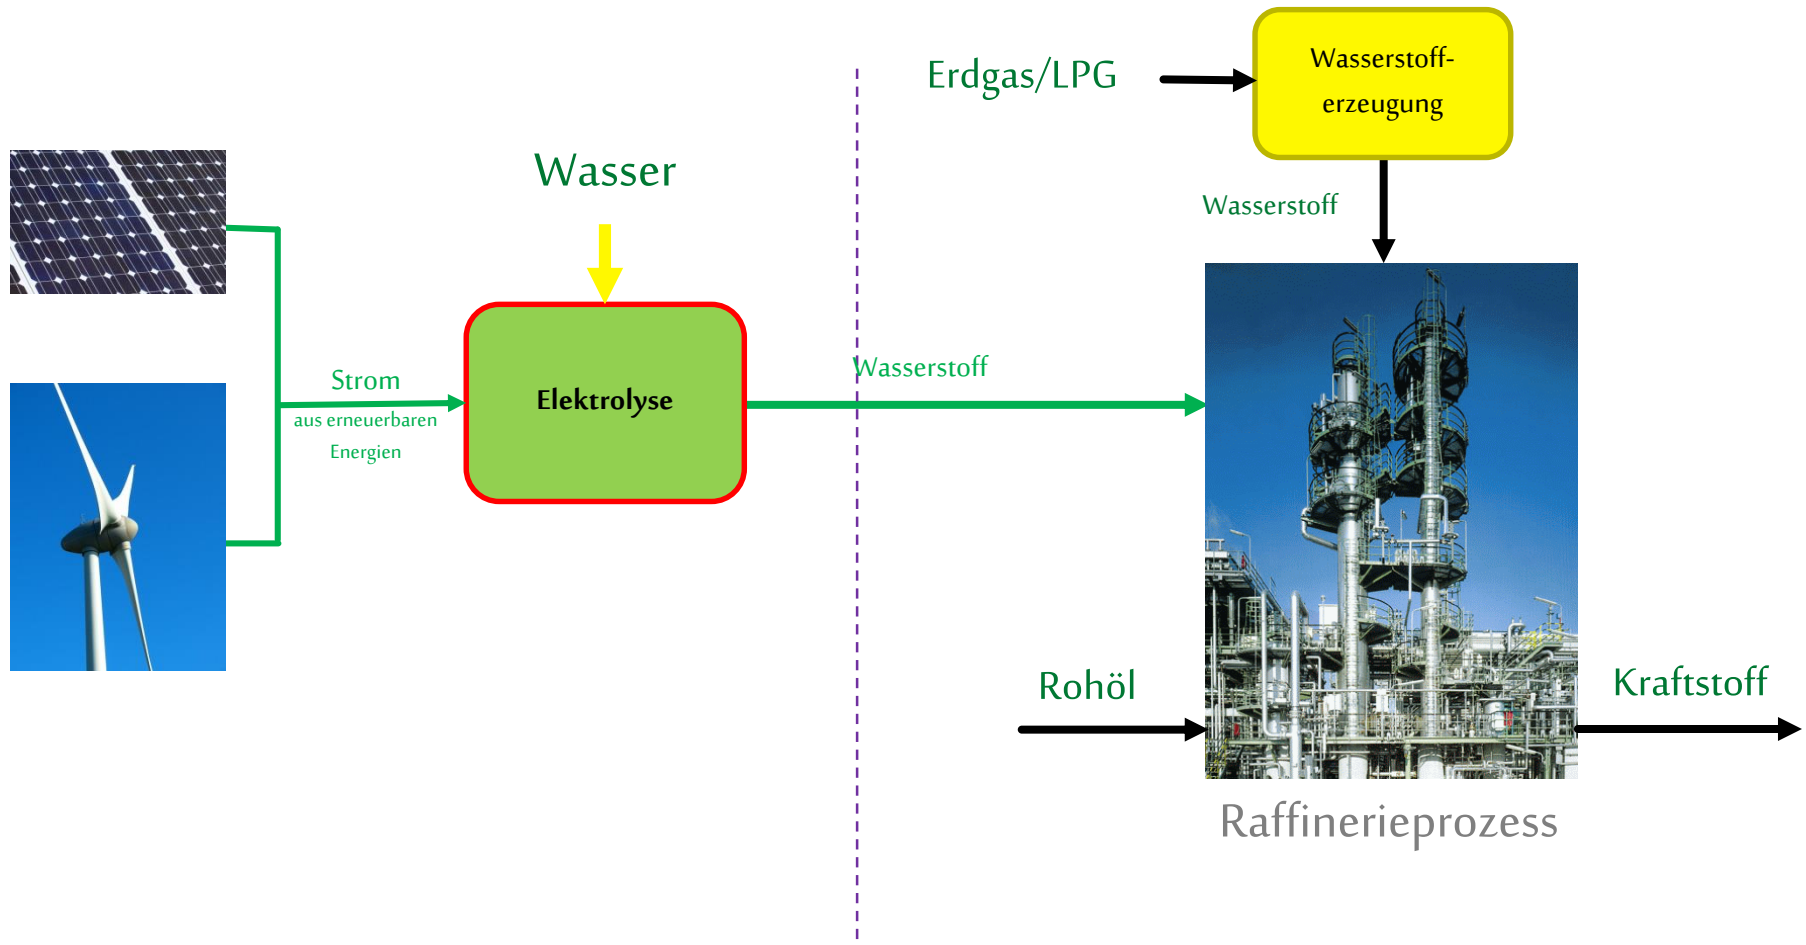 Wasserstoff-
erzeugung
Erdgas/LPG
Wasser
Wasserstoff
Strom
aus erneuerbaren
Energien
Elektrolyse
Wasserstoff
Rohöl
Kraftstoff
Raffinerieprozess